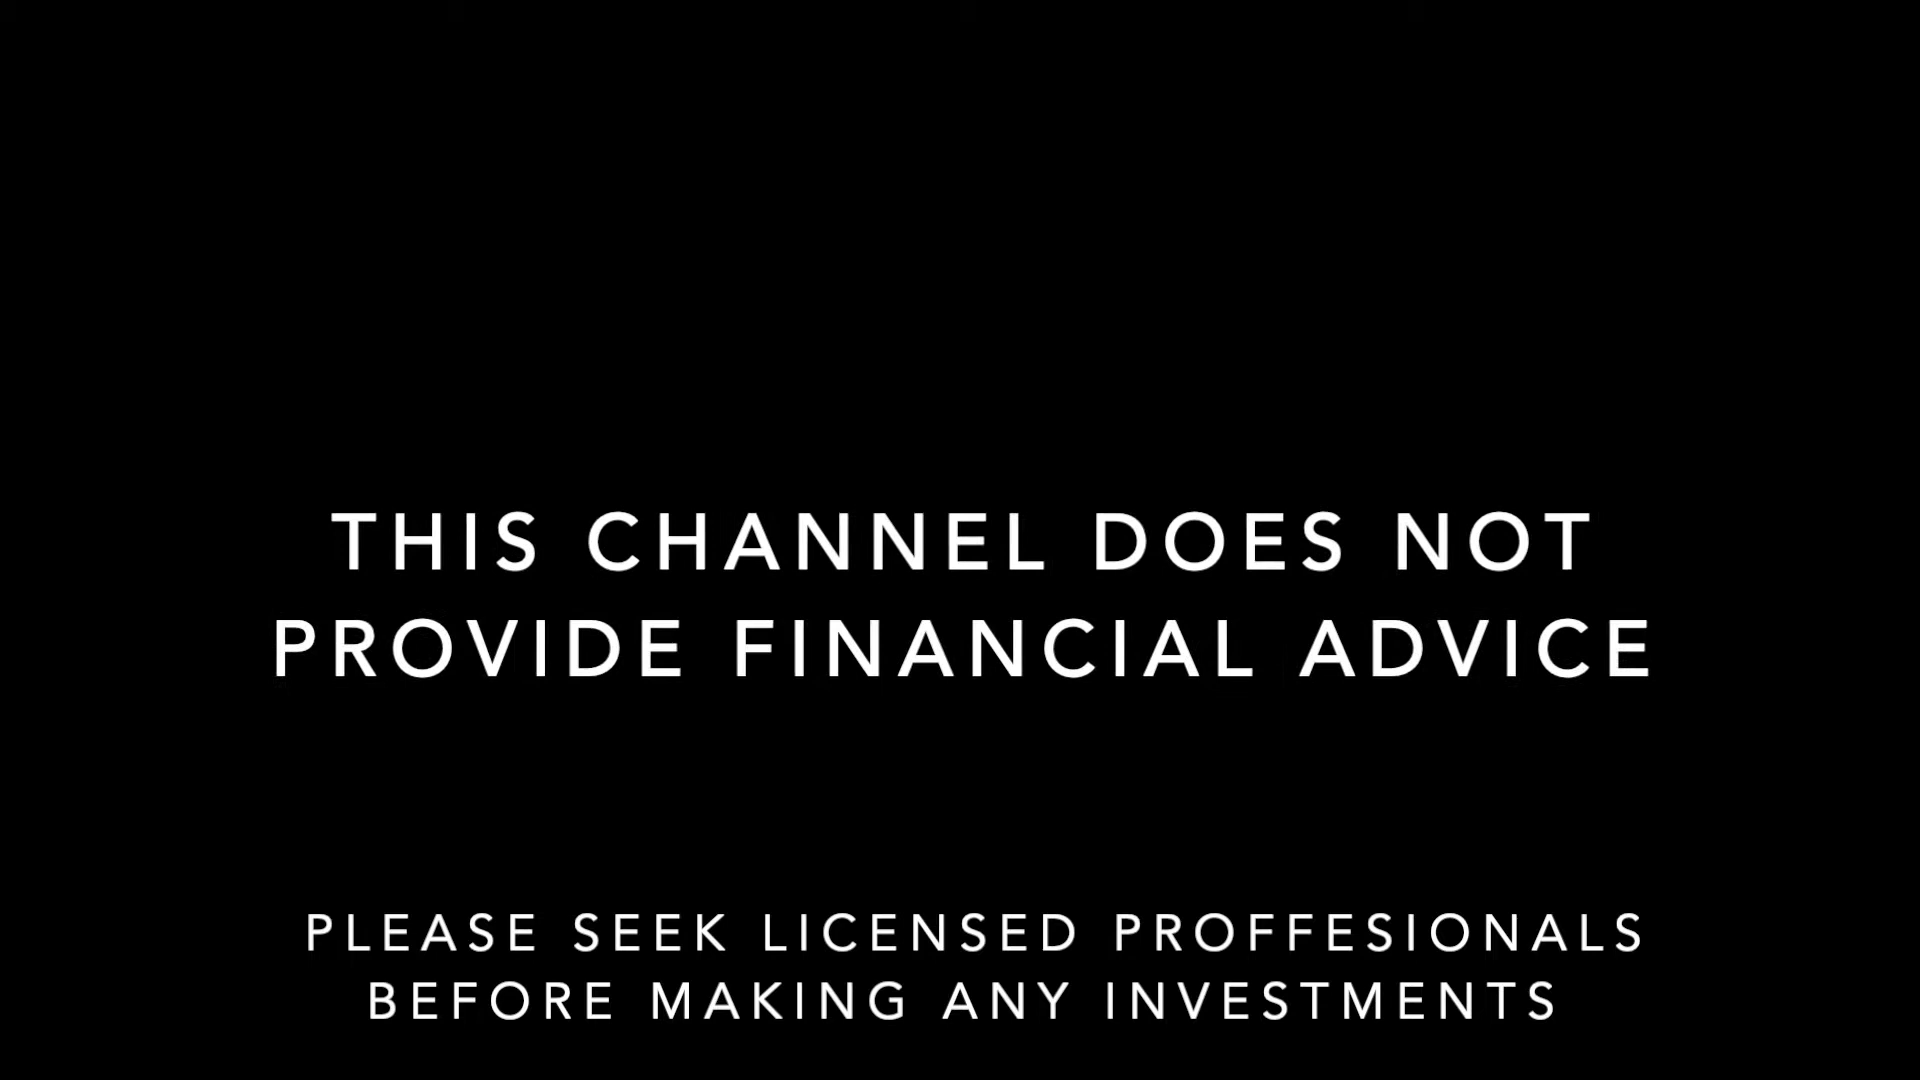 THIS CHANNEL DOES NOT
PROVIDE FINANCIAL ADVICE
PLEASE SEEK LICENSED PROFFESIONALS
BEFORE MAKING ANY INVESTMENTS